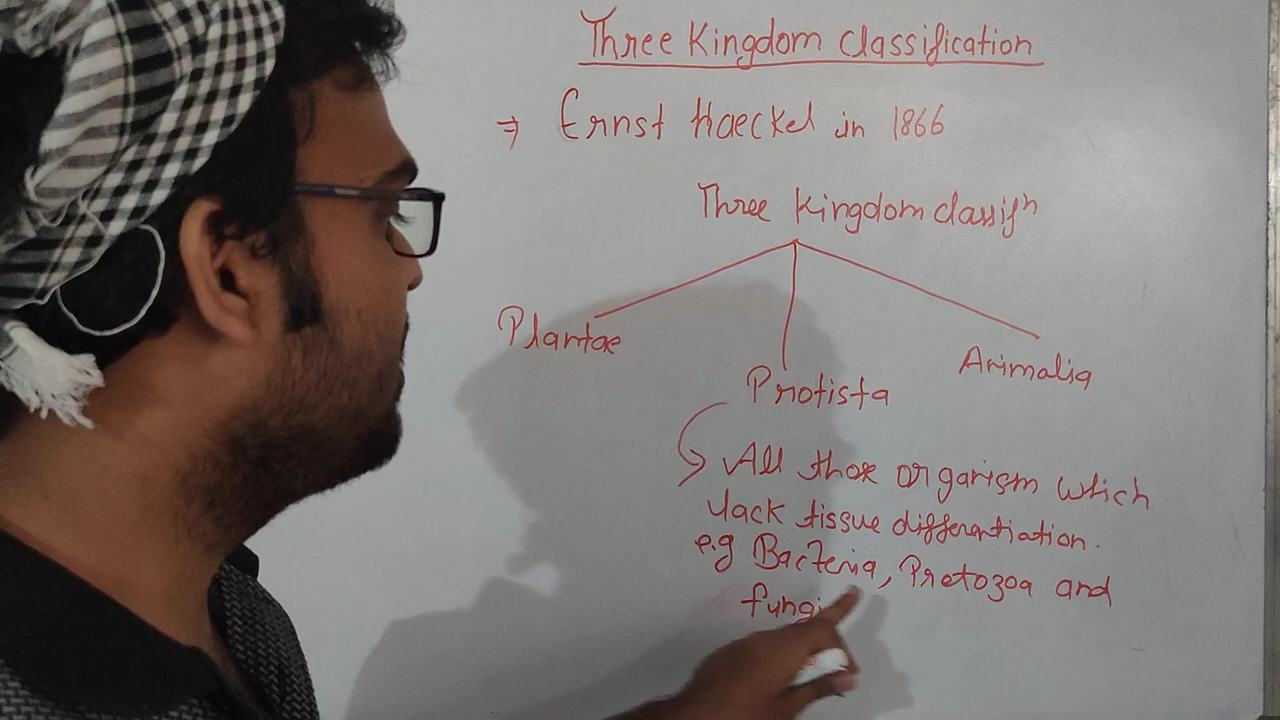 Three Kingdom Classification
⇒ Ernst Haeckel in 1866
Three Kingdom classifⁿ
Plantae
Protista
Animalia
All those organism which
lack tissue differentiation.
e.g Bacteria, Protozoa and
fungi